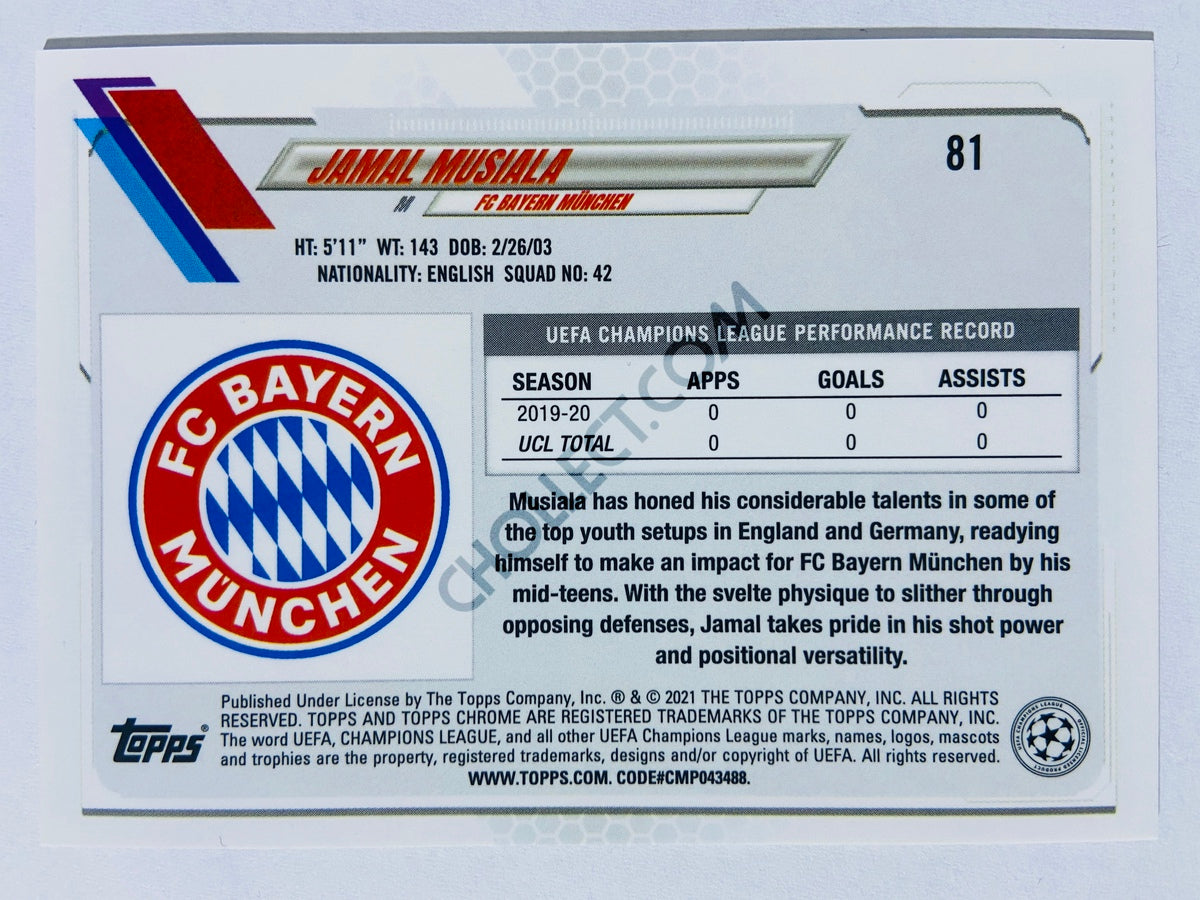 81
JAMAL MUSIALA
M FC BAYERN MÜNCHEN
HT: 5'11" WT: 143 DOB: 2/26/03
NATIONALITY: ENGLISH SQUAD NO: 42
FC BAYERN
MÜNCHEN
UEFA CHAMPIONS LEAGUE PERFORMANCE RECORD
SEASON APPS GOALS ASSISTS
2019-20 0 0 0
UCL TOTAL 0 0 0
Musiala has honed his considerable talents in some of
the top youth setups in England and Germany, readying
himself to make an impact for FC Bayern München by his
mid-teens. With the svelte physique to slither through
opposing defenses, Jamal takes pride in his shot power
and positional versatility.
CHOLLECT.COM
Topps®
Published Under License by The Topps Company, Inc. ® & © 2021 THE TOPPS COMPANY, INC. ALL RIGHTS
RESERVED. TOPPS AND TOPPS CHROME ARE REGISTERED TRADEMARKS OF THE TOPPS COMPANY, INC.
The word UEFA, CHAMPIONS LEAGUE, and all other UEFA Champions League marks, names, logos, mascots
and trophies are the property, registered trademarks, designs and/or copyright of UEFA. All rights reserved.
WWW.TOPPS.COM. CODE#CMP043488.
UEFA CHAMPIONS LEAGUE
OFFICIAL LICENSED PRODUCT